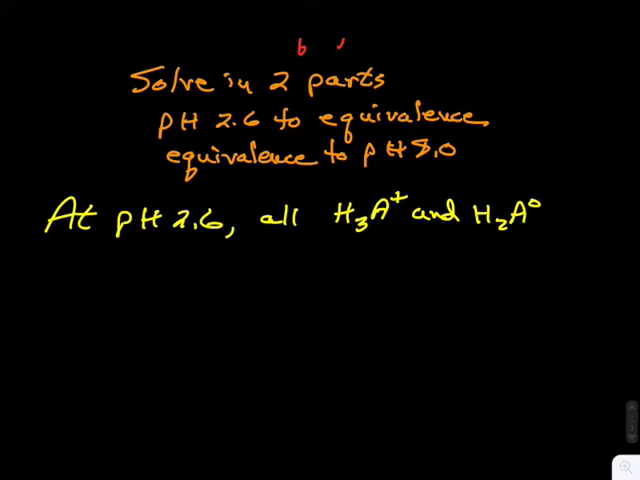 Solve in 2 parts
pH 2.6 to equivalence
equivalence to pH 8.0
At pH 2.6, all H₃A⁺ and H₂A⁰